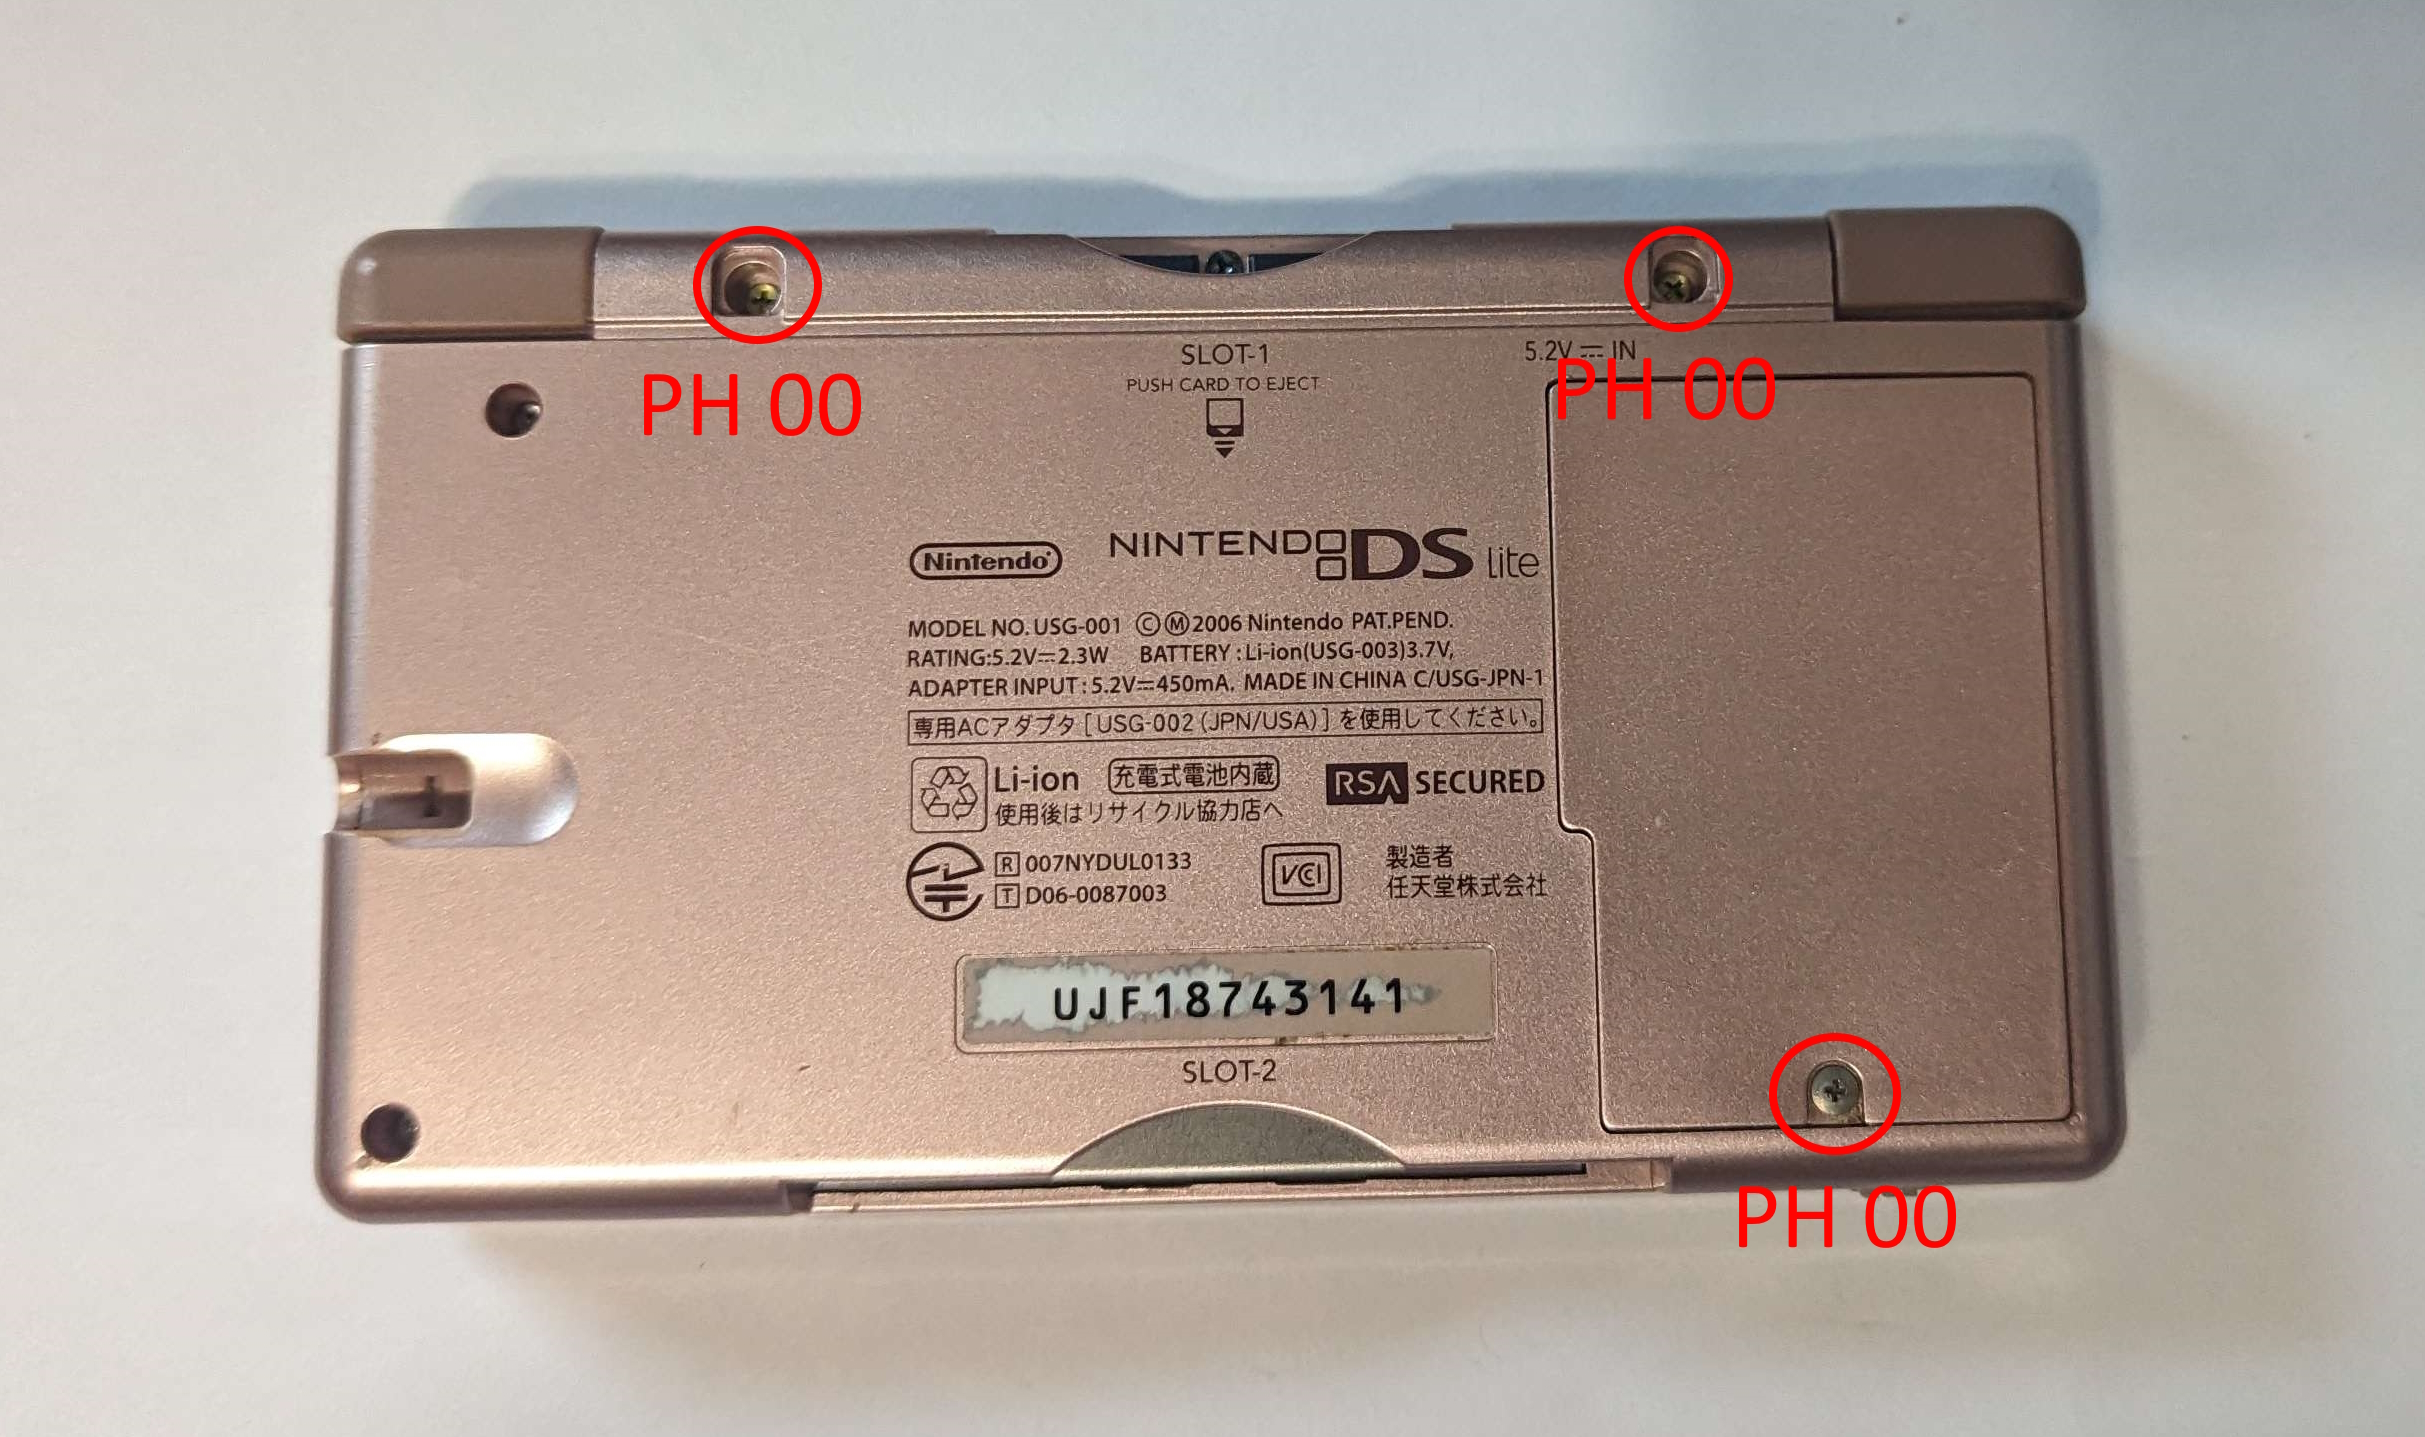 SLOT-1
PUSH CARD TO EJECT
5.2V ⎓ IN
PH 00
PH 00
Nintendo
NINTENDO DS lite
MODEL NO. USG-001 ⒸⓂ2006 Nintendo PAT.PEND.
RATING:5.2V⎓2.3W BATTERY : Li-ion(USG-003)3.7V,
ADAPTER INPUT : 5.2V⎓450mA, MADE IN CHINA C/USG-JPN-1
専用ACアダプタ [ USG-002 (JPN/USA) ] を使用してください。
Li-ion 充電式電池内蔵
使用後はリサイクル協力店へ
RSA SECURED
R 007NYDUL0133
T D06-0087003
VCI
製造者
任天堂株式会社
UJF18743141
SLOT-2
PH 00